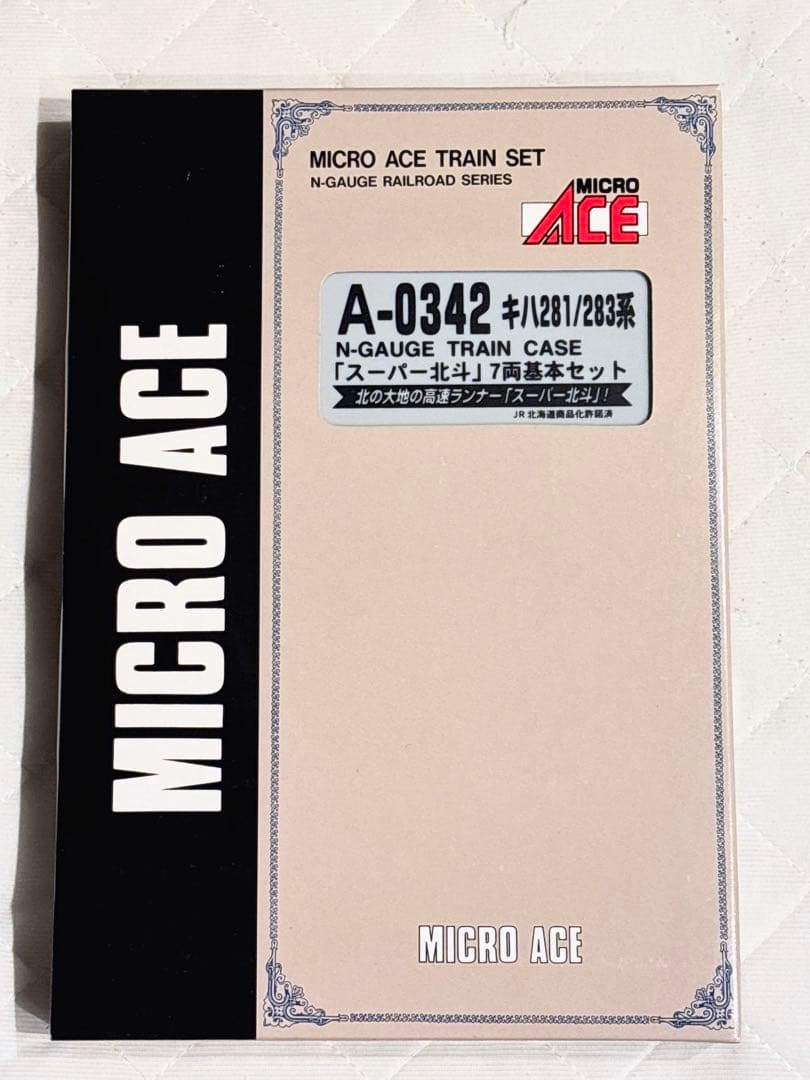 MICRO ACE
MICRO ACE TRAIN SET
N-GAUGE RAILROAD SERIES
MICRO
ACE
A-0342 キハ281/283系
N-GAUGE TRAIN CASE
「スーパー北斗」7両基本セット
北の大地の高速ランナー「スーパー北斗」!
JR北海道商品化許諾済
MICRO ACE